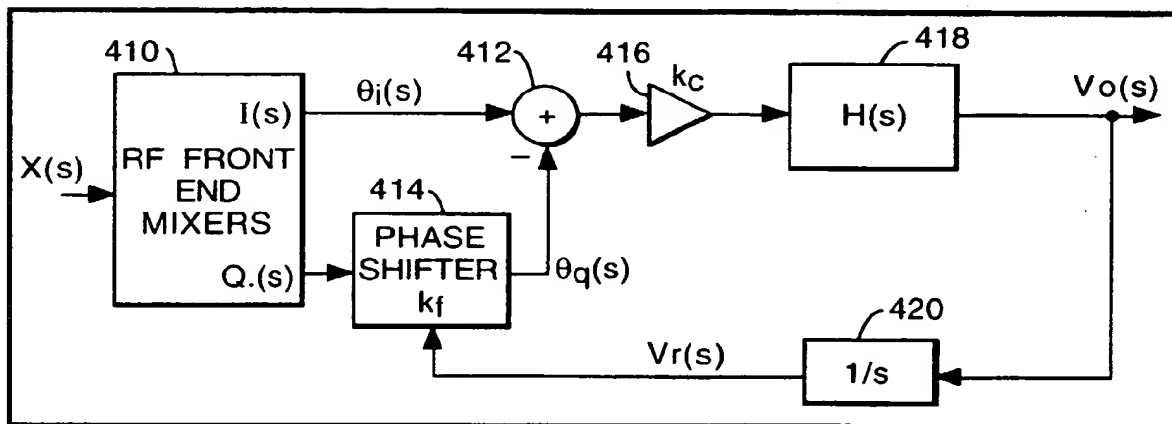 410
412
416
kC
418
Vo(s)
θi(s)
I(s)
+
H(s)
X(s)
RF FRONT
END
MIXERS
−
414
PHASE
SHIFTER
kf
Q.(s)
θq(s)
420
Vr(s)
1/s